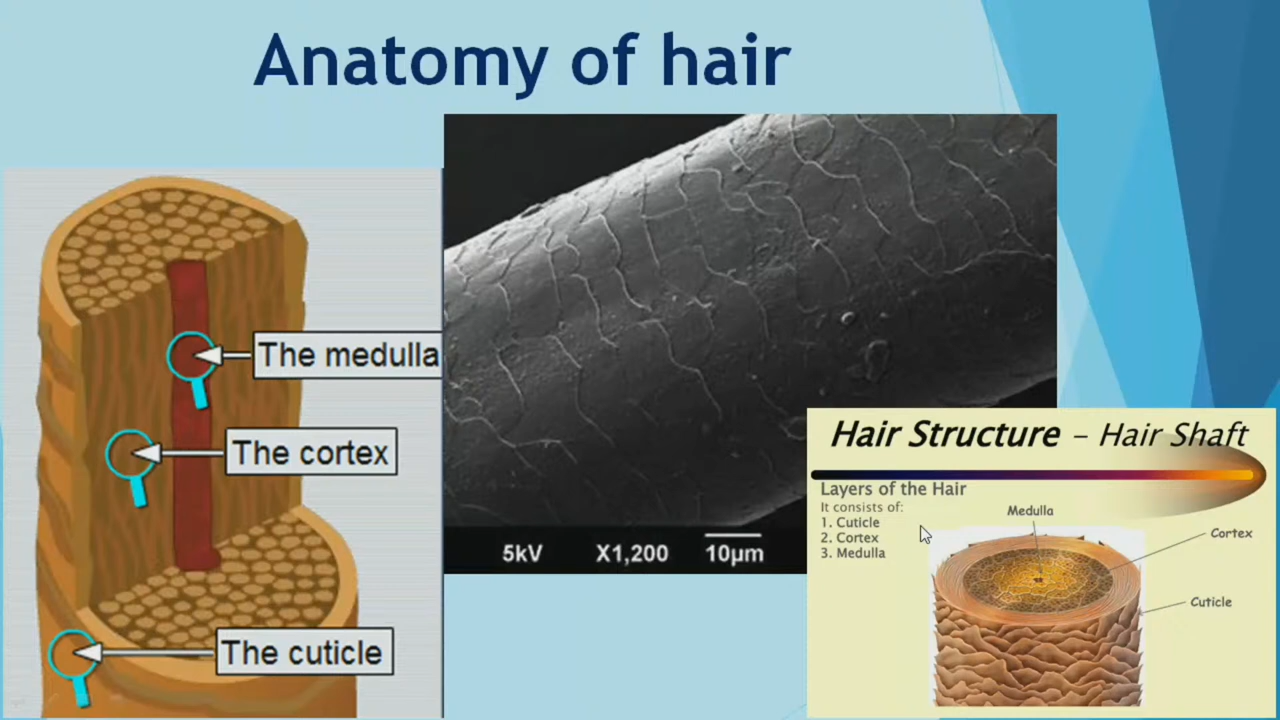 Anatomy of hair
The medulla
The cortex
The cuticle
5kV X1,200 10μm
Hair Structure – Hair Shaft
Layers of the Hair
It consists of:
1. Cuticle
2. Cortex
3. Medulla
Medulla
Cortex
Cuticle